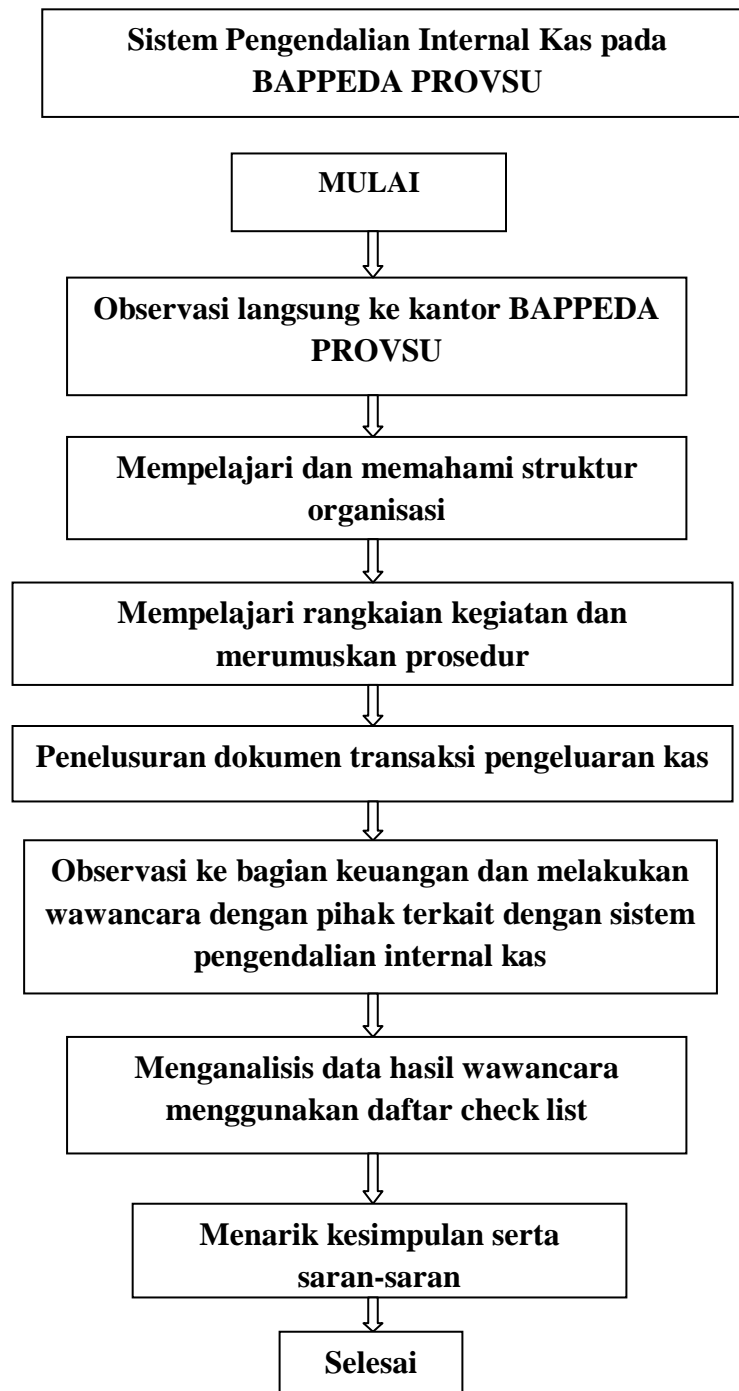 Sistem Pengendalian Internal Kas pada
BAPPEDA PROVSU
MULAI
Observasi langsung ke kantor BAPPEDA
PROVSU
Mempelajari dan memahami struktur
organisasi
Mempelajari rangkaian kegiatan dan
merumuskan prosedur
Penelusuran dokumen transaksi pengeluaran kas
Observasi ke bagian keuangan dan melakukan
wawancara dengan pihak terkait dengan sistem
pengendalian internal kas
Menganalisis data hasil wawancara
menggunakan daftar check list
Menarik kesimpulan serta
saran-saran
Selesai